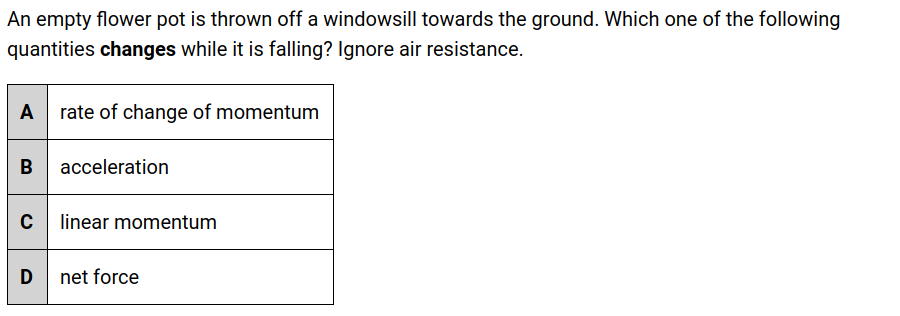 An empty flower pot is thrown off a windowsill towards the ground. Which one of the following
quantities changes while it is falling? Ignore air resistance.
A rate of change of momentum
B acceleration
C linear momentum
D net force